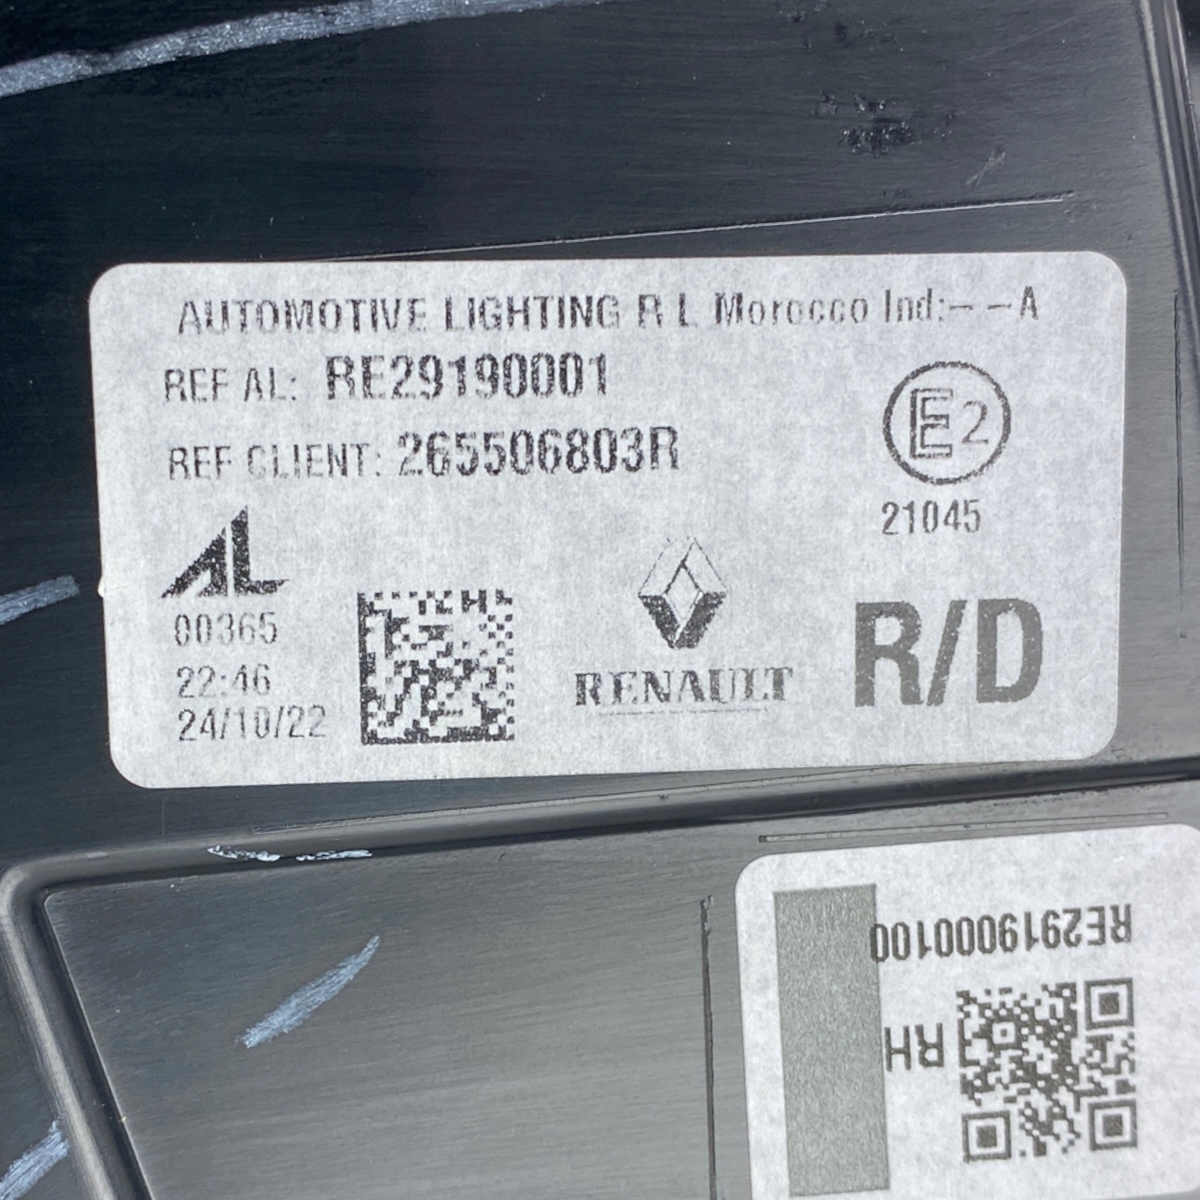 AUTOMOTIVE LIGHTING R L Morocco Ind:--A
REF AL: RE29190001
REF CLIENT: 265506803R
E2
21045
AL
00365
22:46
24/10/22
RENAULT
R/D
RE2919000100
RH